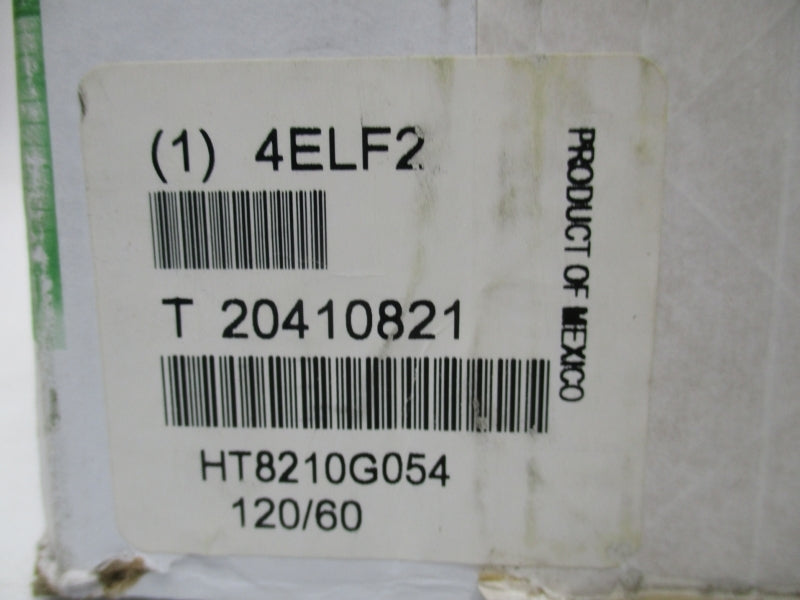 (1) 4ELF2
T 20410821
HT8210G054
120/60
PRODUCT OF MEXICO